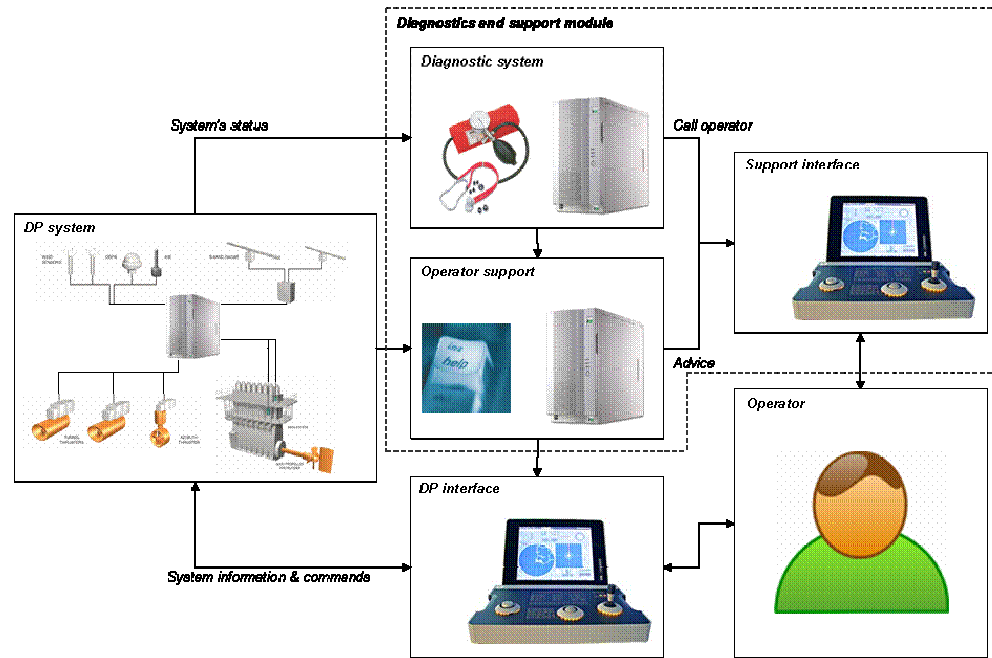 Diagnostics and support module
Diagnostic system
System's status
Call operator
Support interface
DP system
Operator support
help
Advice
Operator
DP interface
System information & commands